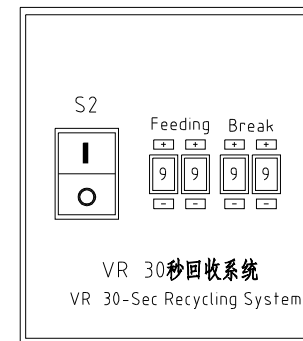 S2
Feeding Break
+ + + +
9 9 9 9
- - - -
VR 30秒回收系统
VR 30-Sec Recycling System